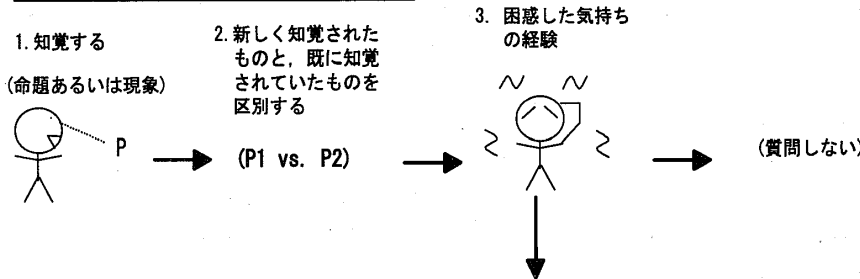 1. 知覚する
(命題あるいは現象)
P
2. 新しく知覚された
ものと，既に知覚
されていたものを
区別する
(P1 vs. P2)
3. 困惑した気持ち
の経験
(質問しない)